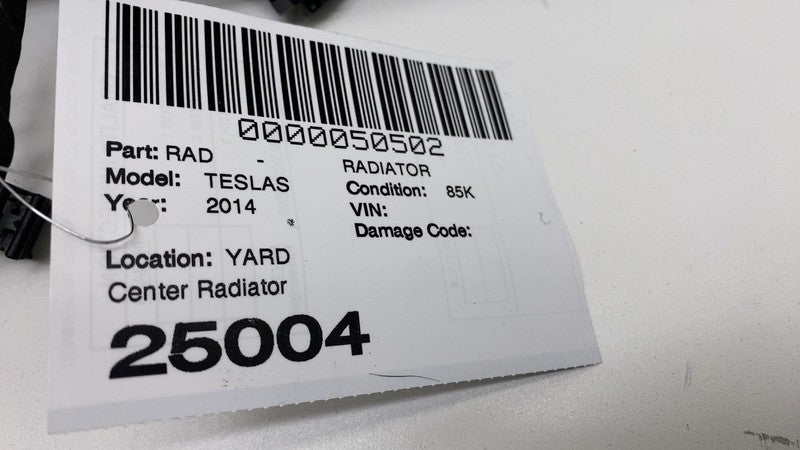 0000050502
Part: RAD - RADIATOR
Model: TESLAS Condition: 85K
Year: 2014 VIN:
Damage Code:
Location: YARD
Center Radiator
25004